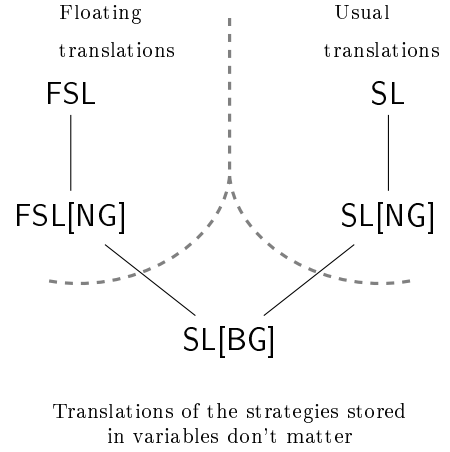 Floating
translations
Usual
translations
FSL
SL
FSL[NG]
SL[NG]
SL[BG]
Translations of the strategies stored
in variables don't matter